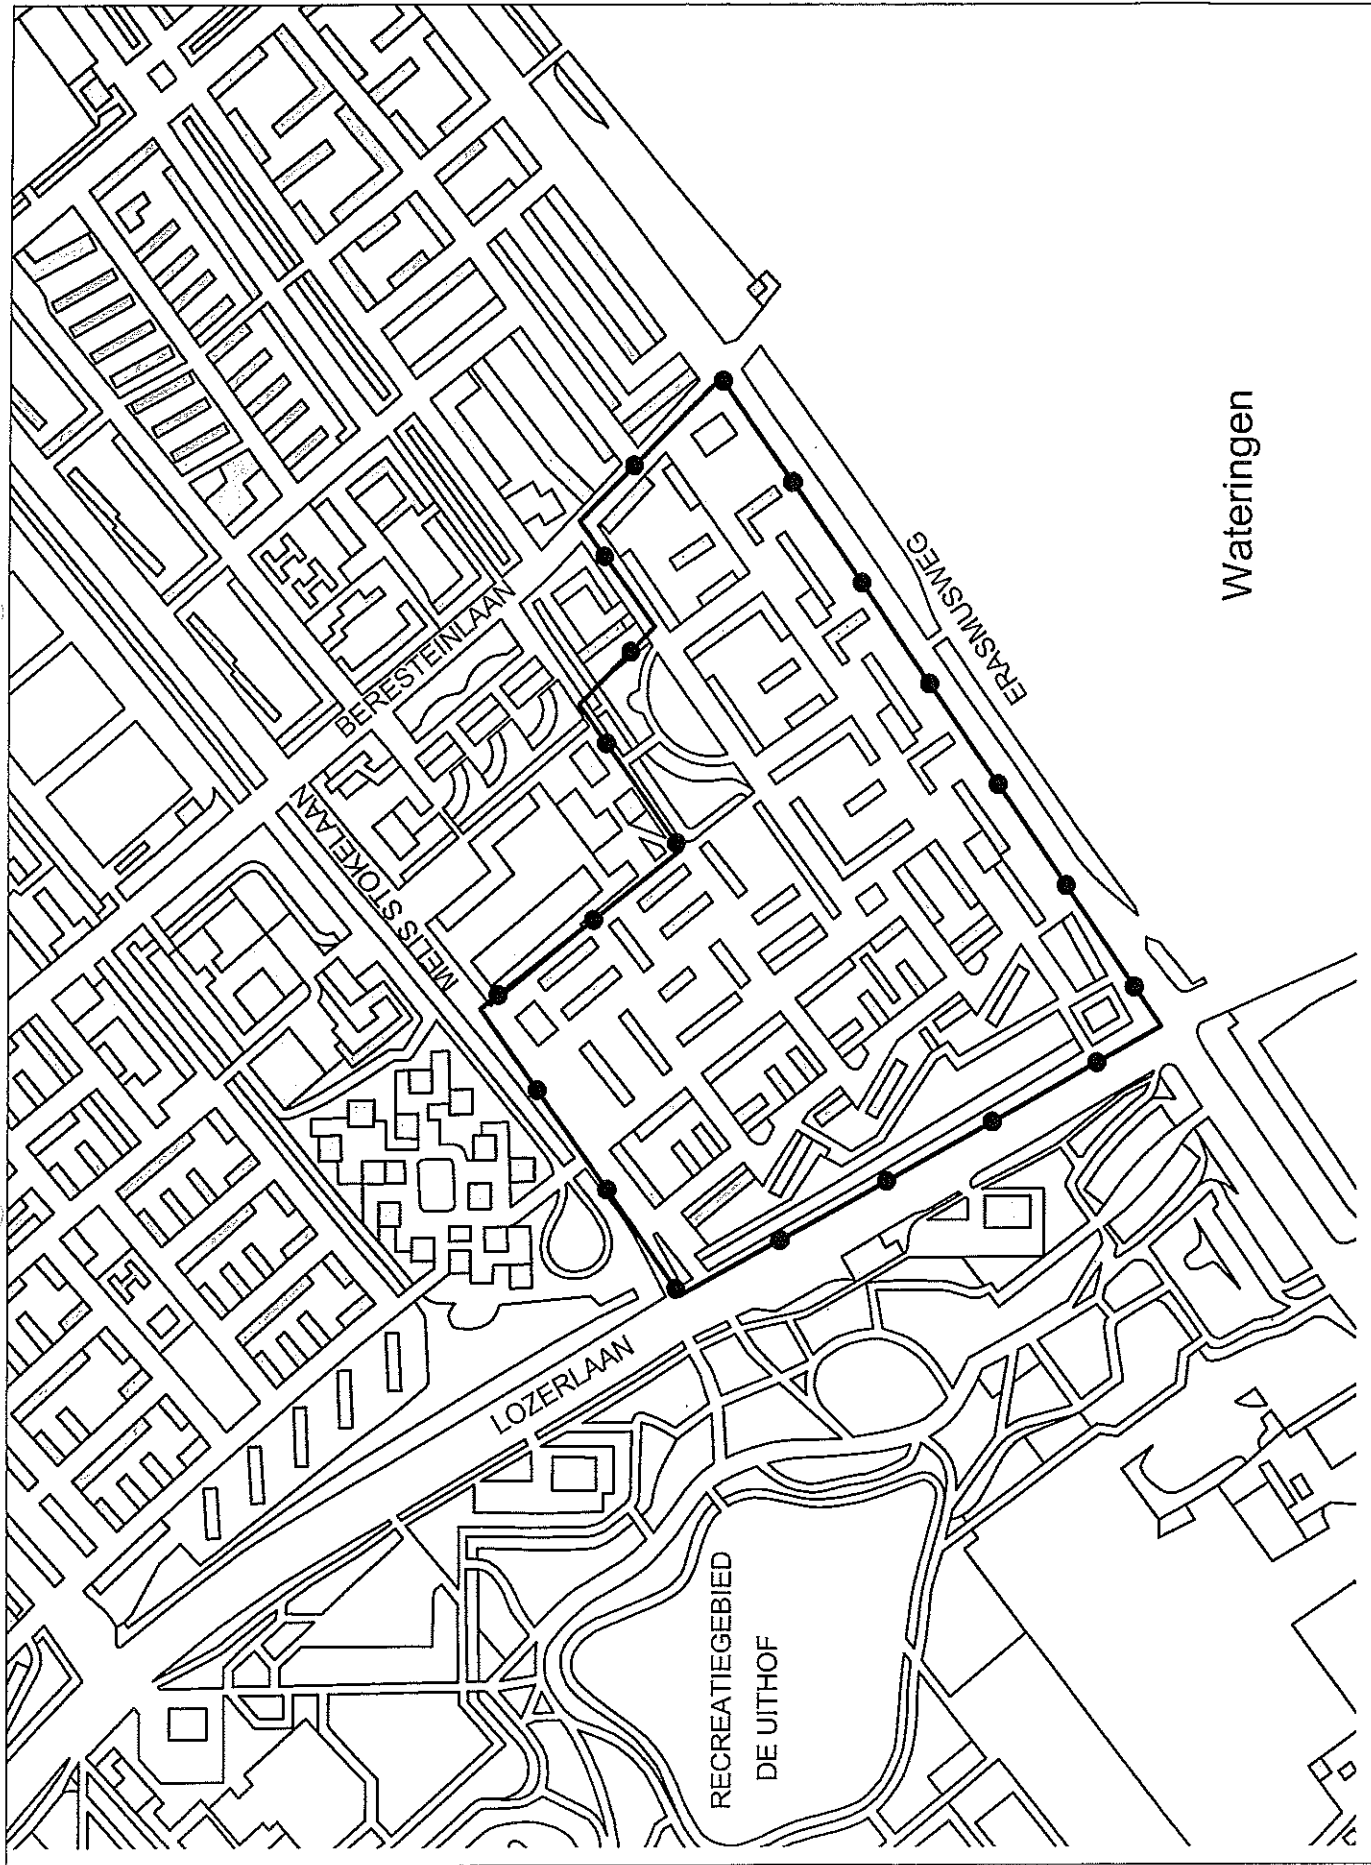 BERESTEINLAAN
MELIS STOKELAAN
LOZERLAAN
ERASMUSWEG
RECREATIEGEBIED
DE UITHOF
Wateringen